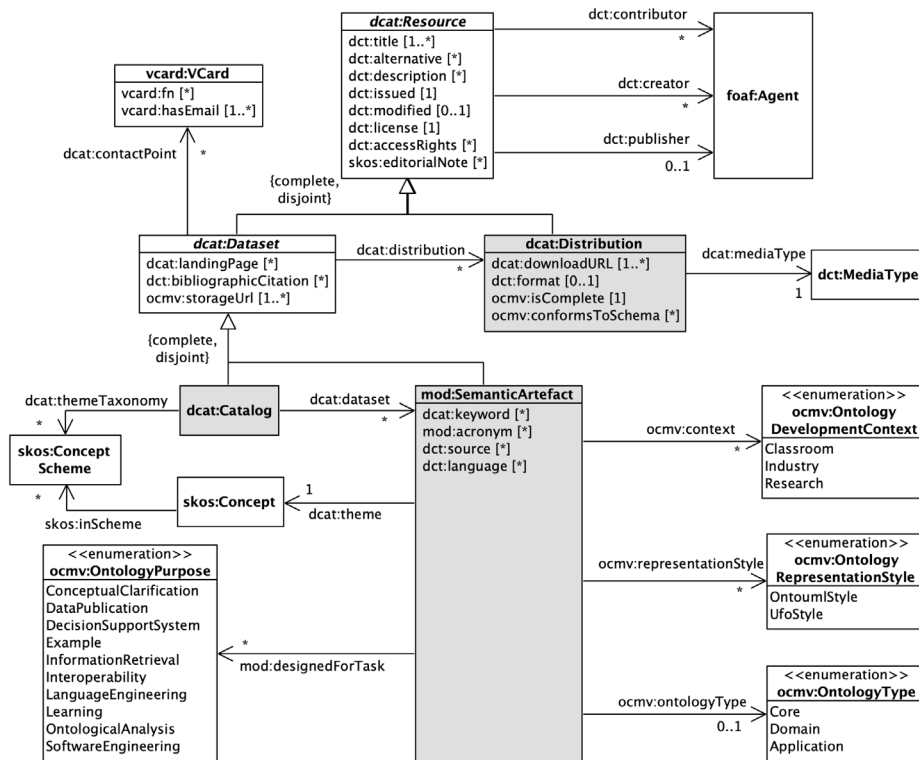 dcat:Resource
dct:title [1..*]
dct:alternative [*]
dct:description [*]
dct:issued [1]
dct:modified [0..1]
dct:license [1]
dct:accessRights [*]
skos:editorialNote [*]
dct:contributor
*
dct:creator
*
dct:publisher
0..1
foaf:Agent
vcard:VCard
vcard:fn [*]
vcard:hasEmail [1..*]
dcat:contactPoint
*
{complete,
disjoint}
dcat:Dataset
dcat:landingPage [*]
dct:bibliographicCitation [*]
ocmv:storageUrl [1..*]
dcat:distribution
*
dcat:Distribution
dcat:downloadURL [1..*]
dct:format [0..1]
ocmv:isComplete [1]
ocmv:conformsToSchema [*]
dcat:mediaType
1
dct:MediaType
{complete,
disjoint}
dcat:themeTaxonomy
*
dcat:Catalog
dcat:dataset
*
mod:SemanticArtefact
dcat:keyword [*]
mod:acronym [*]
dct:source [*]
dct:language [*]
ocmv:context
*
<<enumeration>>
ocmv:Ontology
DevelopmentContext
Classroom
Industry
Research
skos:Concept
Scheme
*
skos:inScheme
skos:Concept
1
dcat:theme
<<enumeration>>
ocmv:OntologyPurpose
ConceptualClarification
DataPublication
DecisionSupportSystem
Example
InformationRetrieval
Interoperability
LanguageEngineering
Learning
OntologicalAnalysis
SoftwareEngineering
*
mod:designedForTask
ocmv:representationStyle
*
<<enumeration>>
ocmv:Ontology
RepresentationStyle
OntoumlStyle
UfoStyle
ocmv:ontologyType
0..1
<<enumeration>>
ocmv:OntologyType
Core
Domain
Application